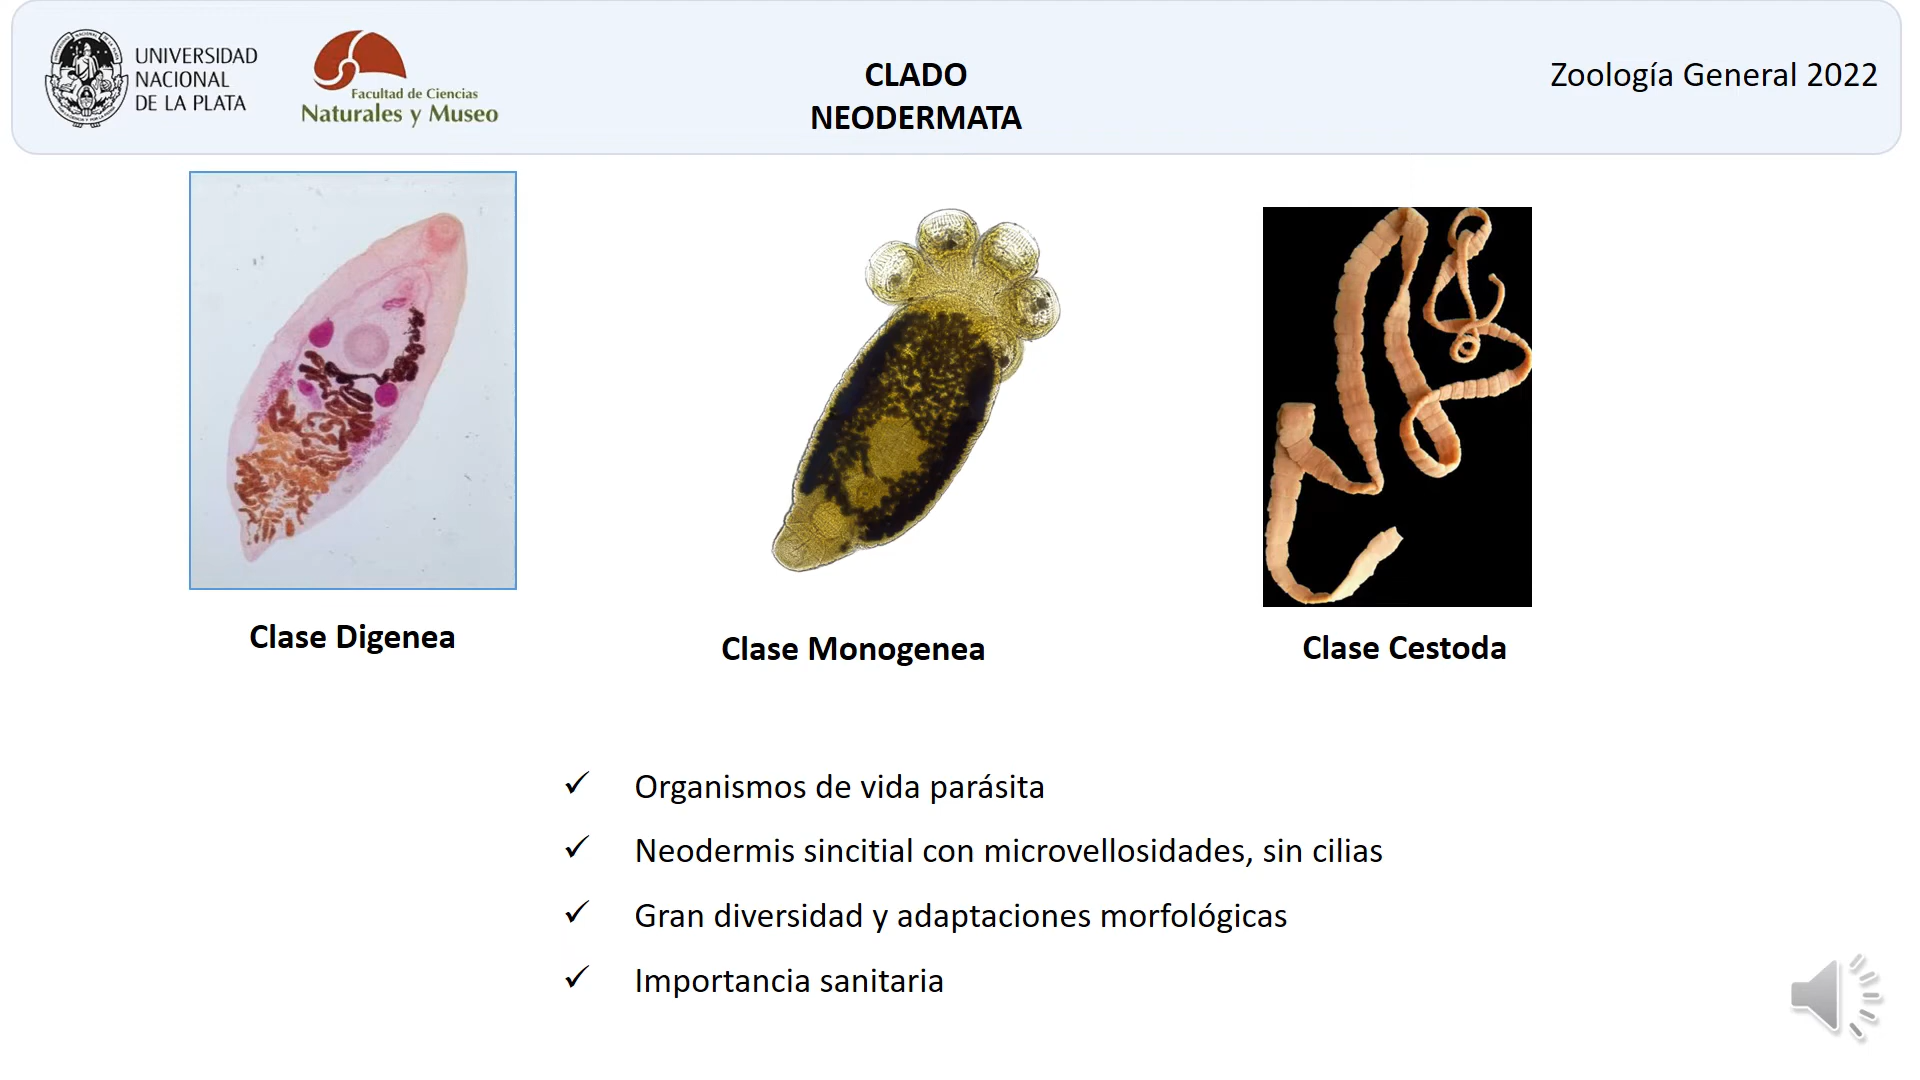 UNIVERSIDAD
NACIONAL
DE LA PLATA
Facultad de Ciencias
Naturales y Museo
CLADO
NEODERMATA
Zoología General 2022
Clase Digenea
Clase Monogenea
Clase Cestoda
✓ Organismos de vida parásita
✓ Neodermis sincitial con microvellosidades, sin cilias
✓ Gran diversidad y adaptaciones morfológicas
✓ Importancia sanitaria